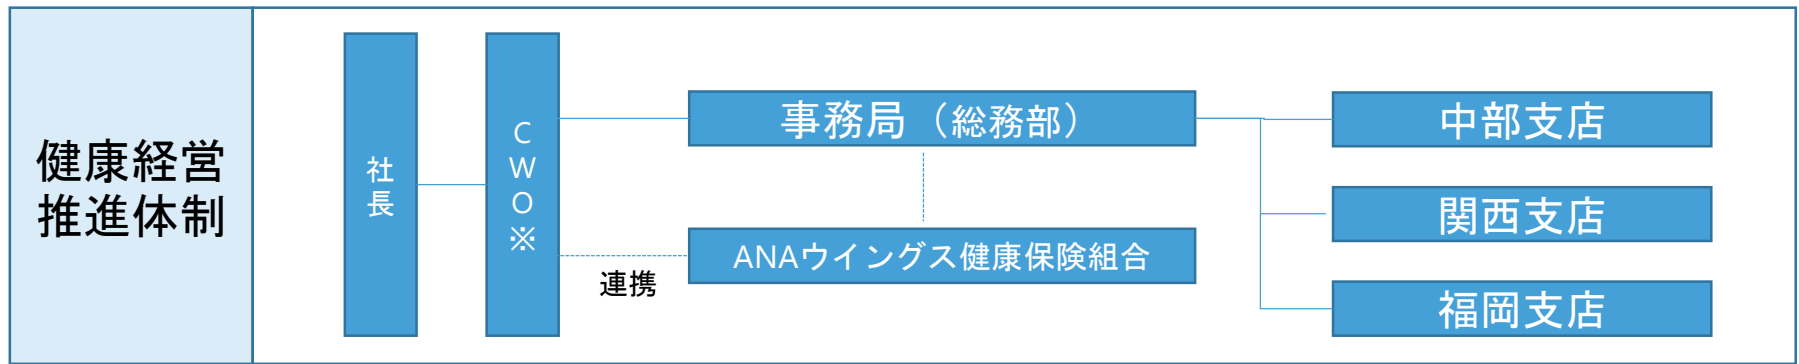 健康経営
推進体制
社長
CWO※
事務局（総務部）
ANAウイングス健康保険組合
連携
中部支店
関西支店
福岡支店